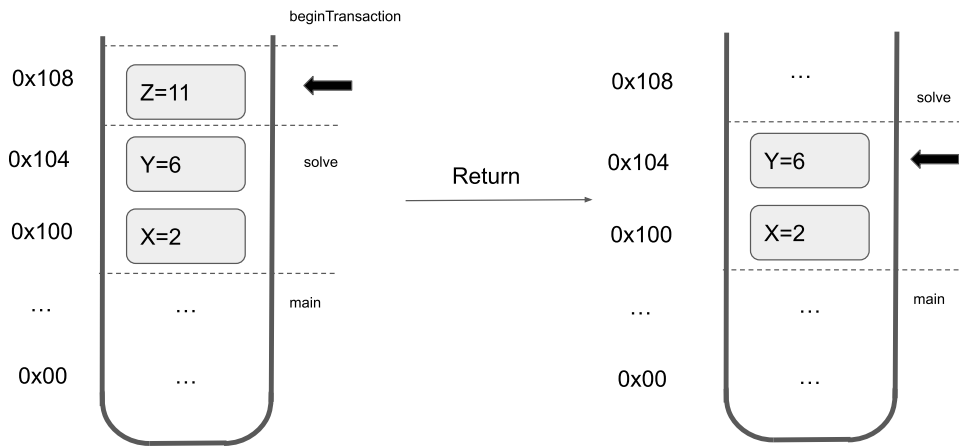 beginTransaction
0x108
Z=11
0x104
Y=6
solve
0x100
X=2
main
...
...
0x00
...
Return
0x108
...
solve
0x104
Y=6
0x100
X=2
main
...
...
0x00
...